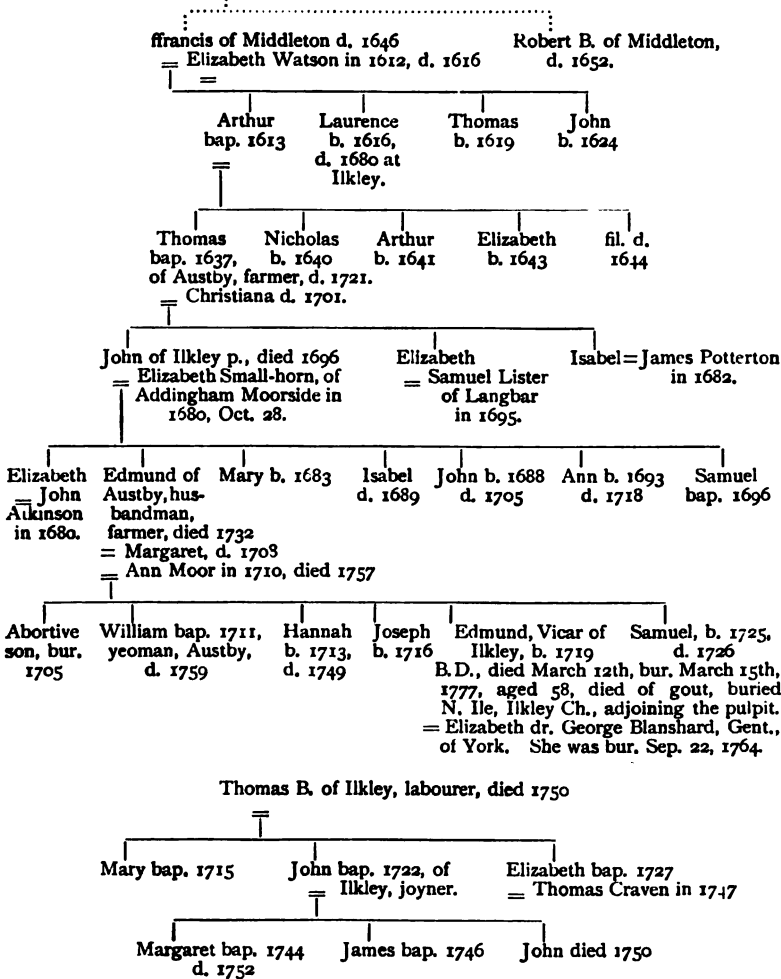 ffrancis of Middleton d. 1646 Robert B. of Middleton,
= Elizabeth Watson in 1612, d. 1616 d. 1652.
=
Arthur Laurence Thomas John
bap. 1613 b. 1616, b. 1619 b. 1624
= d. 1680 at
Ilkley.
Thomas Nicholas Arthur Elizabeth fil. d.
bap. 1637, b. 1640 b. 1641 b. 1643 1644
of Austby, farmer, d. 1721.
= Christiana d. 1701.
John of Ilkley p., died 1696 Elizabeth Isabel=James Potterton
= Elizabeth Small-horn, of = Samuel Lister in 1682.
Addingham Moorside in of Langbar
1680, Oct. 28. in 1695.
Elizabeth Edmund of Mary b. 1683 Isabel John b. 1688 Ann b. 1693 Samuel
= John Austby, hus- d. 1689 d. 1705 d. 1718 bap. 1696
Atkinson bandman,
in 1680. farmer, died 1732
= Margaret, d. 1708
= Ann Moor in 1710, died 1757
Abortive William bap. 1711, Hannah Joseph Edmund, Vicar of Samuel, b. 1725,
son, bur. yeoman, Austby, b. 1713, b. 1716 Ilkley, b. 1719 d. 1726
1705 d. 1759 d. 1749 B.D., died March 12th, bur. March 15th,
1777, aged 58, died of gout, buried
N. Ile, Ilkley Ch., adjoining the pulpit.
= Elizabeth dr. George Blanshard, Gent.,
of York. She was bur. Sep. 22, 1764.
Thomas B. of Ilkley, labourer, died 1750
=
Mary bap. 1715 John bap. 1722, of Elizabeth bap. 1727
= Ilkley, joyner. = Thomas Craven in 1747
Margaret bap. 1744 James bap. 1746 John died 1750
d. 1752